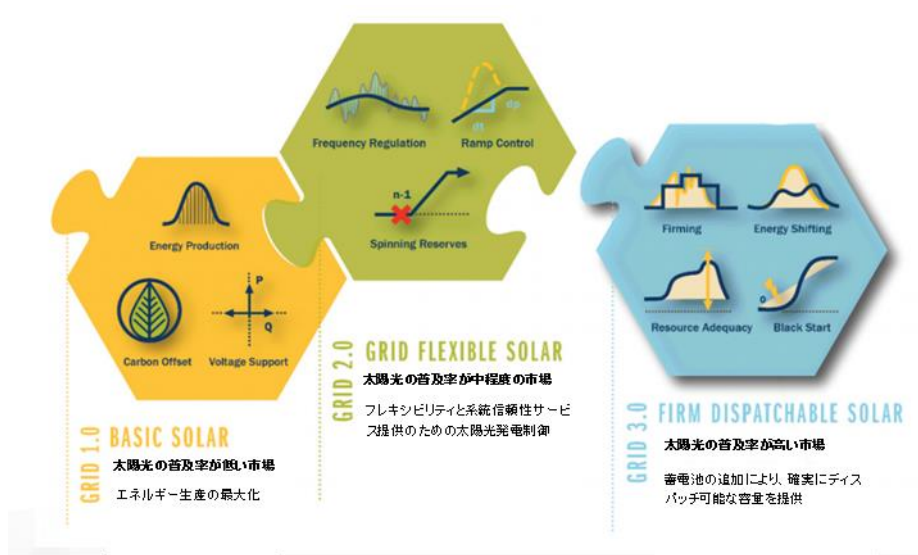 Energy Production
Carbon Offset
Voltage Support
P
Q
GRID 1.0
BASIC SOLAR
太陽光の普及率が低い市場
エネルギー生産の最大化
Frequency Regulation
Ramp Control
dp
dt
n-1
Spinning Reserves
GRID 2.0
GRID FLEXIBLE SOLAR
太陽光の普及率が中程度の市場
フレキシビリティと系統信頼性サービ
ス提供のための太陽光発電制御
Firming
Energy Shifting
Resource Adequacy
0
Black Start
GRID 3.0
FIRM DISPATCHABLE SOLAR
太陽光の普及率が高い市場
蓄電池の追加により、確実にディス
パッチ可能な容量を提供